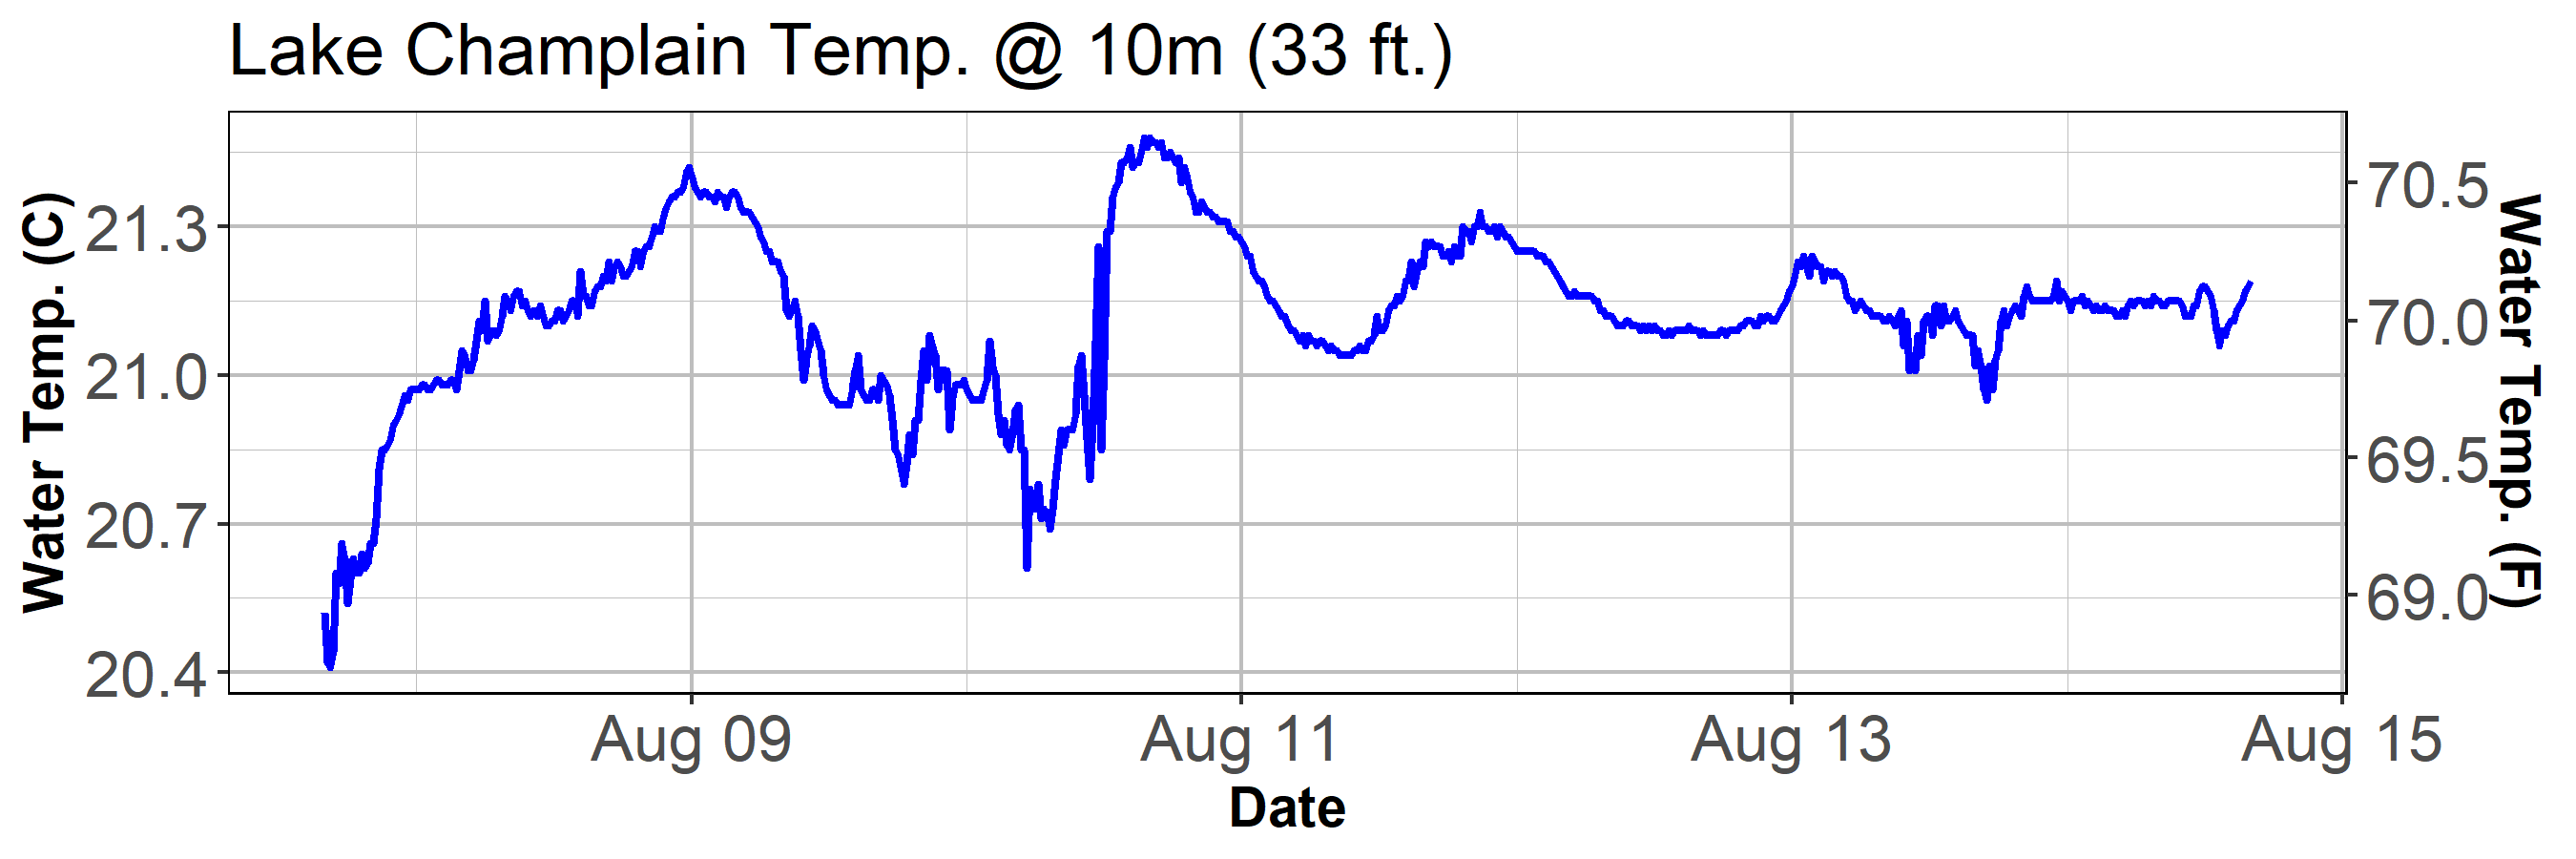 Lake Champlain Temp. @ 10m (33 ft.)
Water Temp. (C)
21.3
21.0
20.7
20.4
70.5
70.0
69.5
69.0
Water Temp. (F)
Aug 09
Aug 11
Aug 13
Aug 15
Date